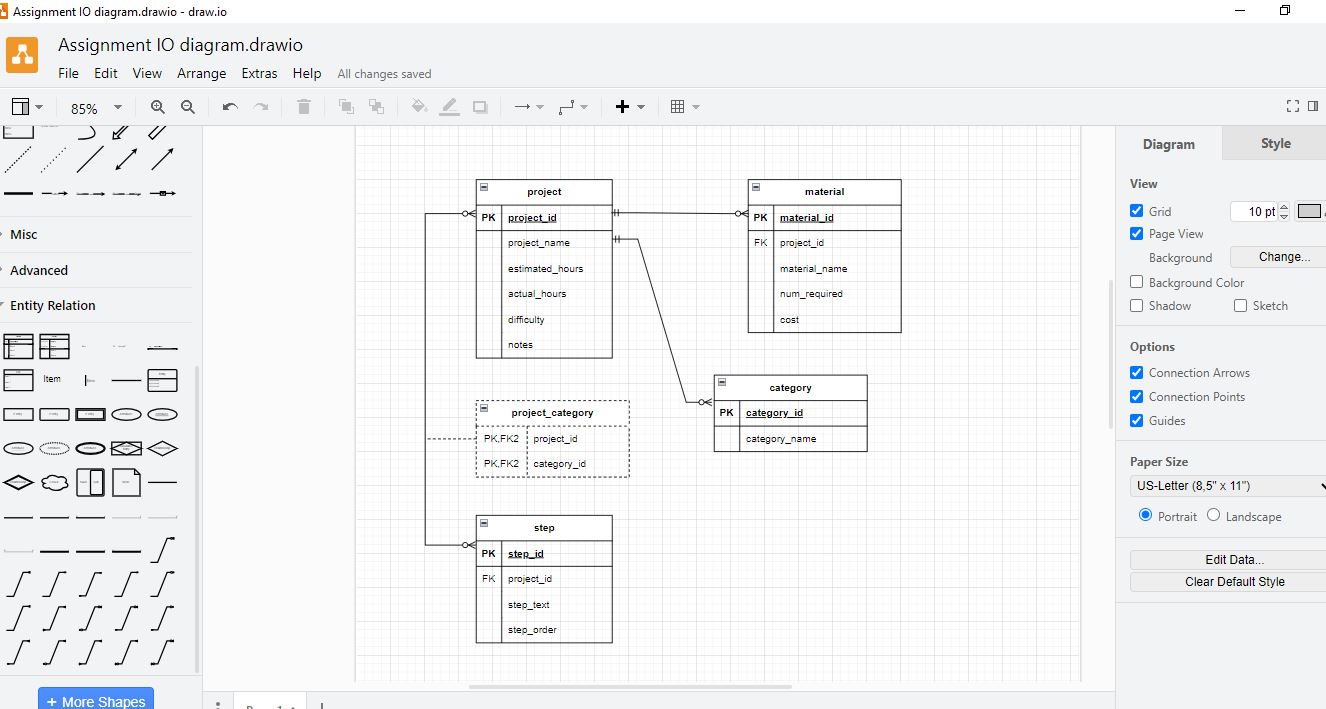 Assignment IO diagram.drawio - draw.io
Assignment IO diagram.drawio
File Edit View Arrange Extras Help All changes saved
85%
Misc
Advanced
Entity Relation
Item
+ More Shapes
project
PK project_id
project_name
estimated_hours
actual_hours
difficulty
notes
material
PK material_id
FK project_id
material_name
num_required
cost
category
PK category_id
category_name
project_category
PK,FK2 project_id
PK,FK2 category_id
step
PK step_id
FK project_id
step_text
step_order
Diagram Style
View
Grid 10 pt
Page View
Background Change...
Background Color
Shadow Sketch
Options
Connection Arrows
Connection Points
Guides
Paper Size
US-Letter (8,5" x 11")
Portrait Landscape
Edit Data...
Clear Default Style